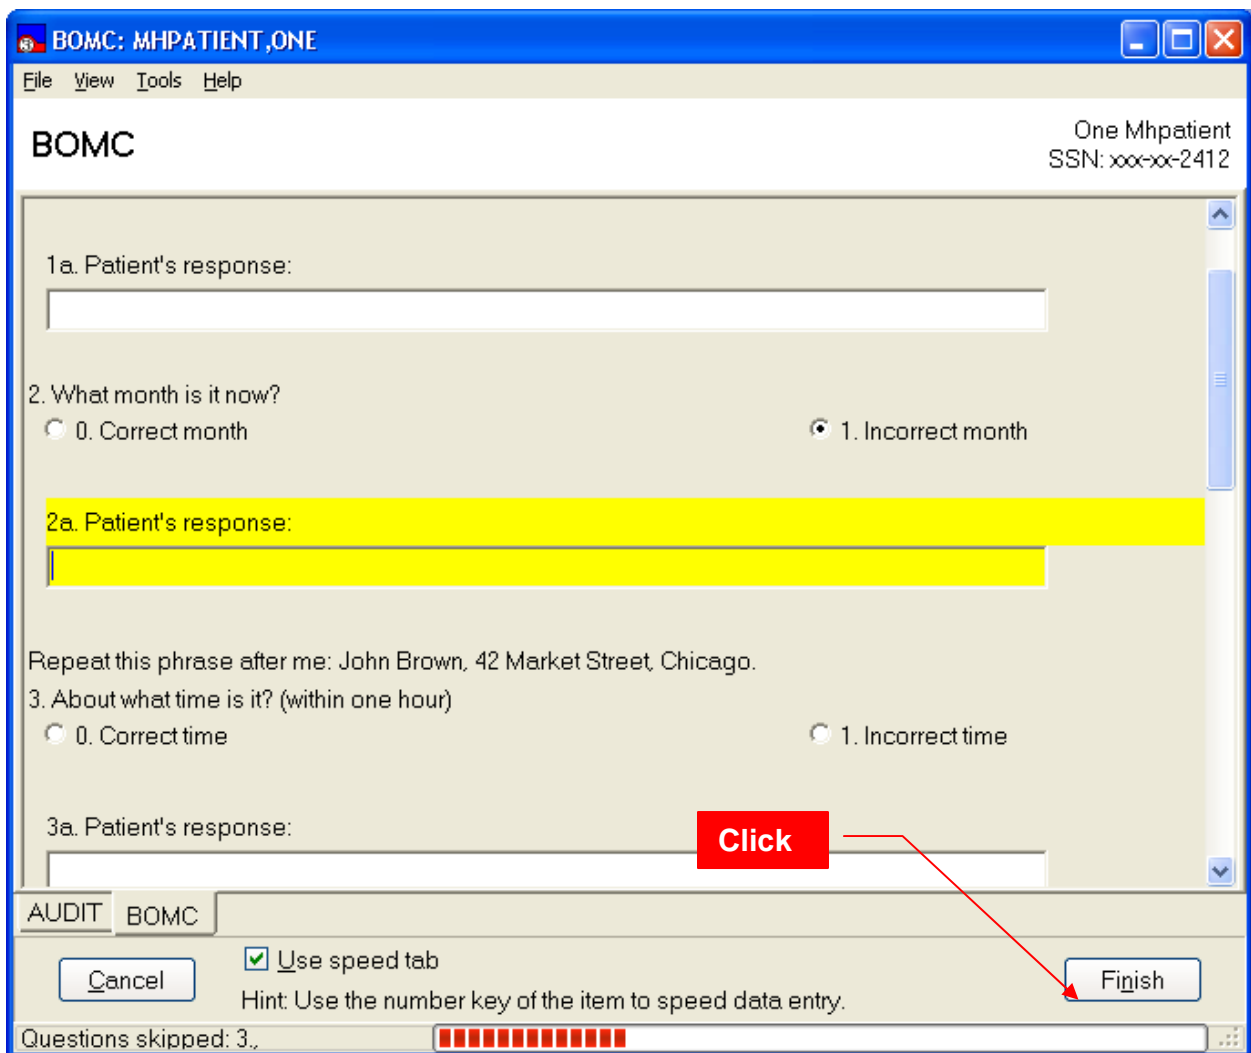 BOMC: MHPATIENT,ONE
File View Tools Help
BOMC
One Mhpatient
SSN: xxx-xx-2412
1a. Patient's response:
2. What month is it now?
0. Correct month
1. Incorrect month
2a. Patient's response:
Repeat this phrase after me: John Brown, 42 Market Street, Chicago.
3. About what time is it? (within one hour)
0. Correct time
1. Incorrect time
3a. Patient's response:
Click
AUDIT BOMC
Cancel
Use speed tab
Hint: Use the number key of the item to speed data entry.
Finish
Questions skipped: 3.,